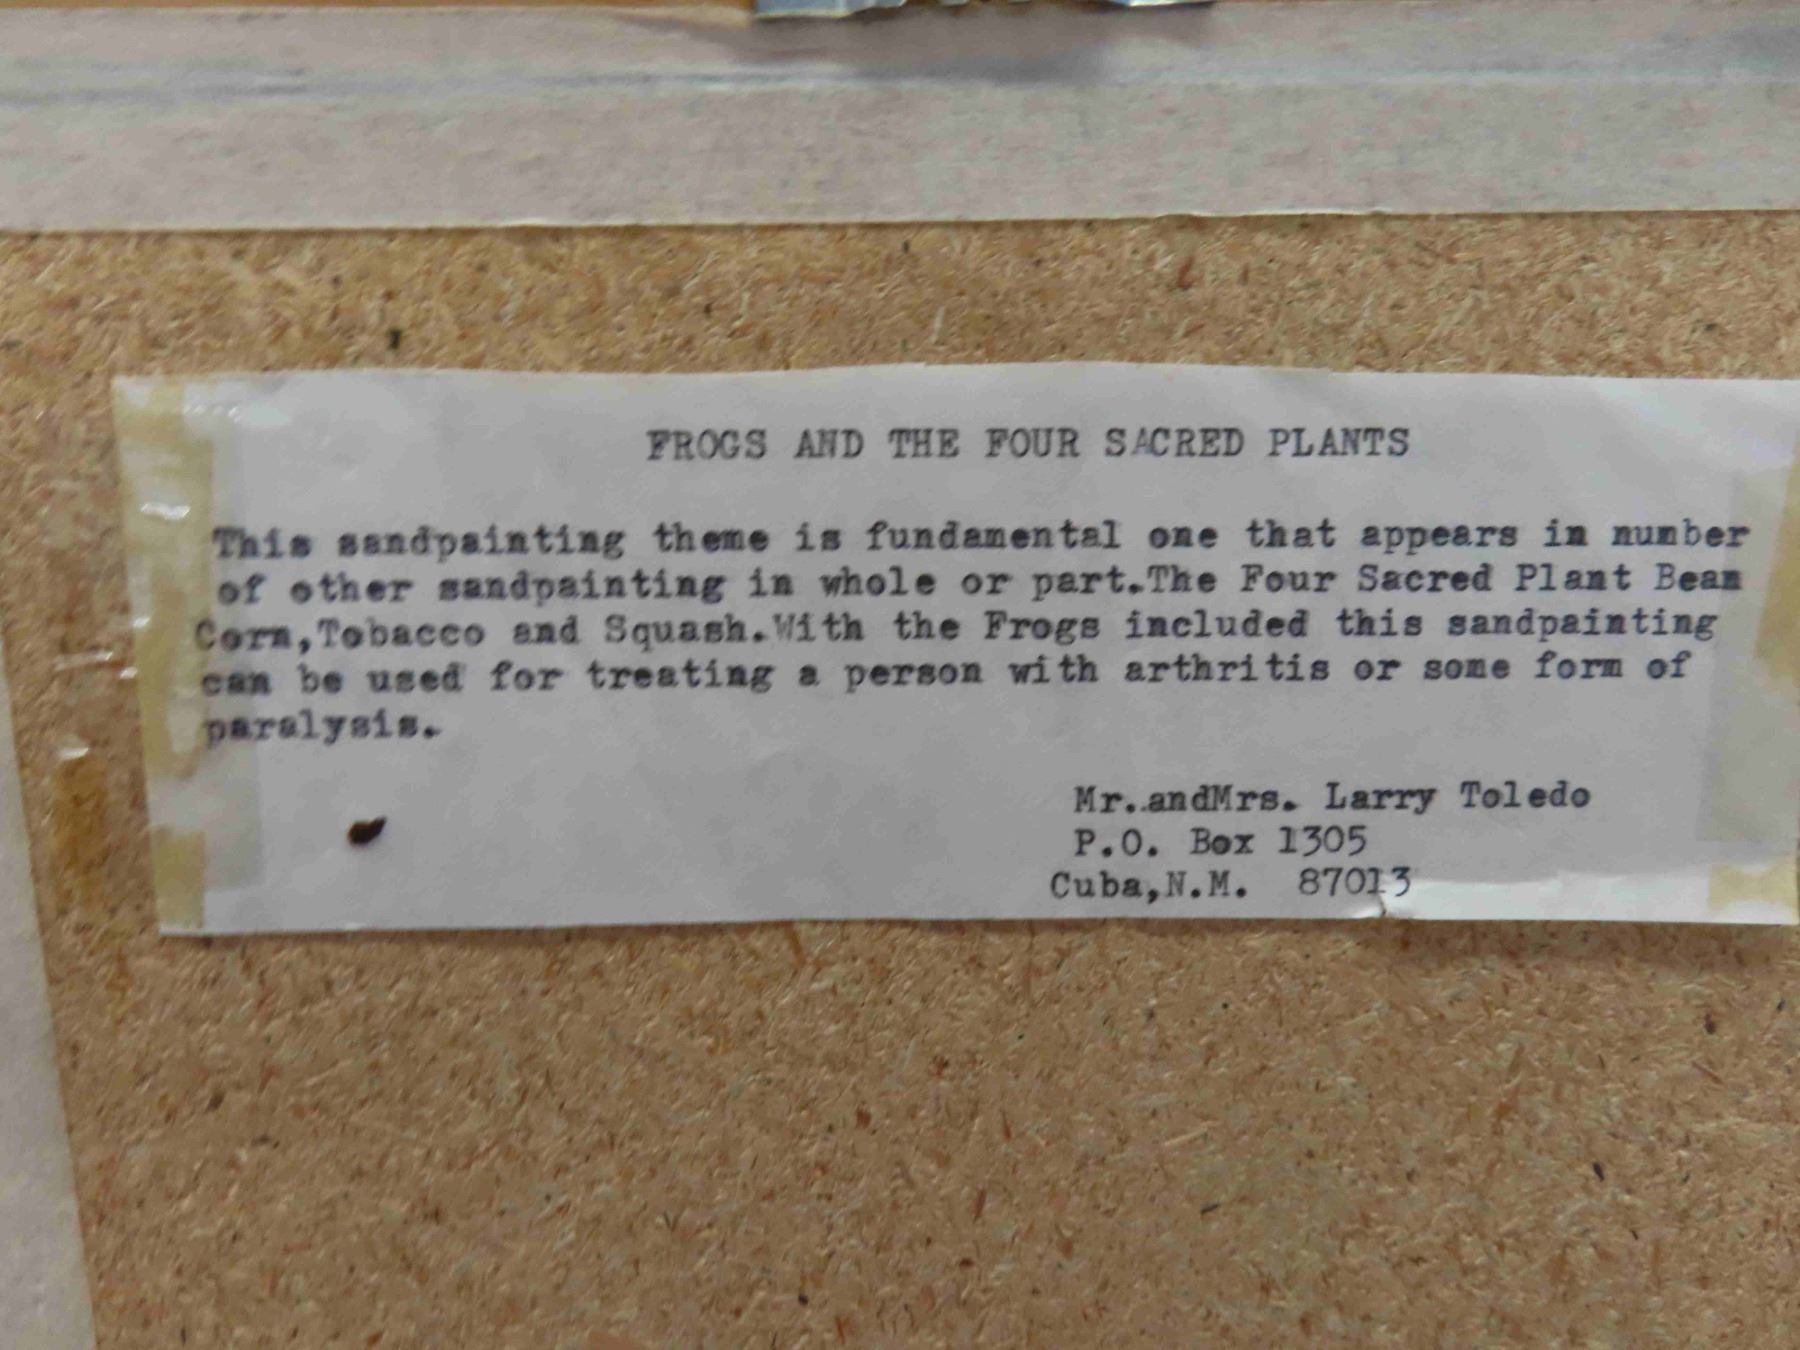 FROGS AND THE FOUR SACRED PLANTS
This sandpainting theme is fundamental one that appears in number
of other sandpainting in whole or part.The Four Sacred Plant Bean
Corn,Tobacco and Squash.With the Frogs included this sandpainting
can be used for treating a person with arthritis or some form of
paralysis.
Mr.andMrs. Larry Toledo
P.O. Box 1305
Cuba,N.M. 87013